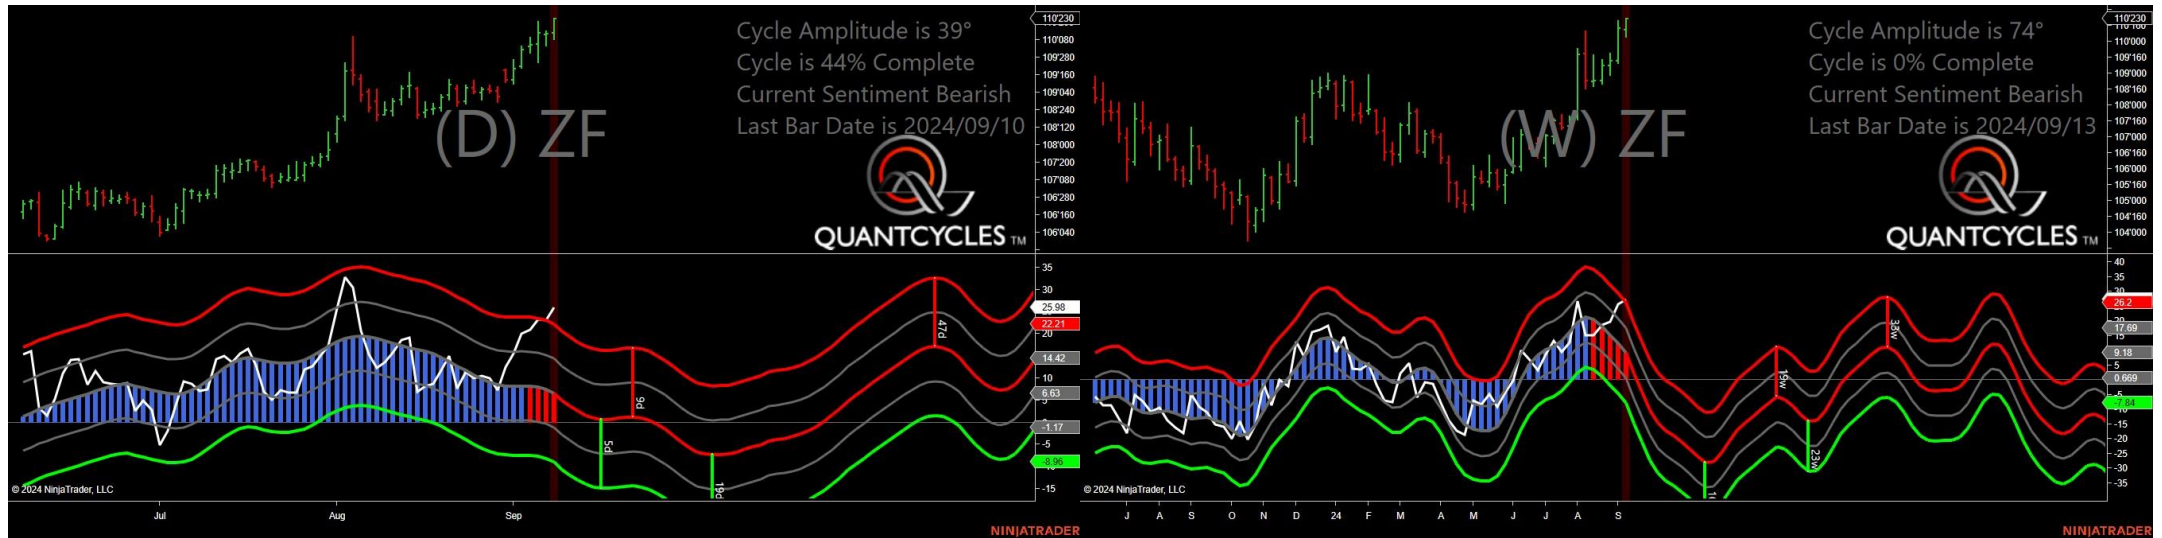 Cycle Amplitude is 39°
Cycle is 44% Complete
Current Sentiment Bearish
Last Bar Date is 2024/09/10
(D) ZF
QUANTCYCLES TM
110'230
110'080
109'280
109'160
109'040
108'240
108'120
108'000
107'200
107'080
106'280
106'160
106'040
35
30
25.98
22.21
20
14.42
10
6.63
-1.17
-5
-8.96
-15
47d
9d
5d
19d
© 2024 NinjaTrader, LLC
Jul Aug Sep
NINJATRADER
Cycle Amplitude is 74°
Cycle is 0% Complete
Current Sentiment Bearish
Last Bar Date is 2024/09/13
(W) ZF
QUANTCYCLES TM
110'230
110'160
110'000
109'160
109'000
108'160
108'000
107'160
107'000
106'160
106'000
105'160
105'000
104'160
104'000
40
35
30
26.2
17.69
9.18
5
0.669
-5
-7.84
-15
-20
-25
-30
-35
19w
23w
© 2024 NinjaTrader, LLC
J A S O N D 24 F M A M J J A S
NINJATRADER